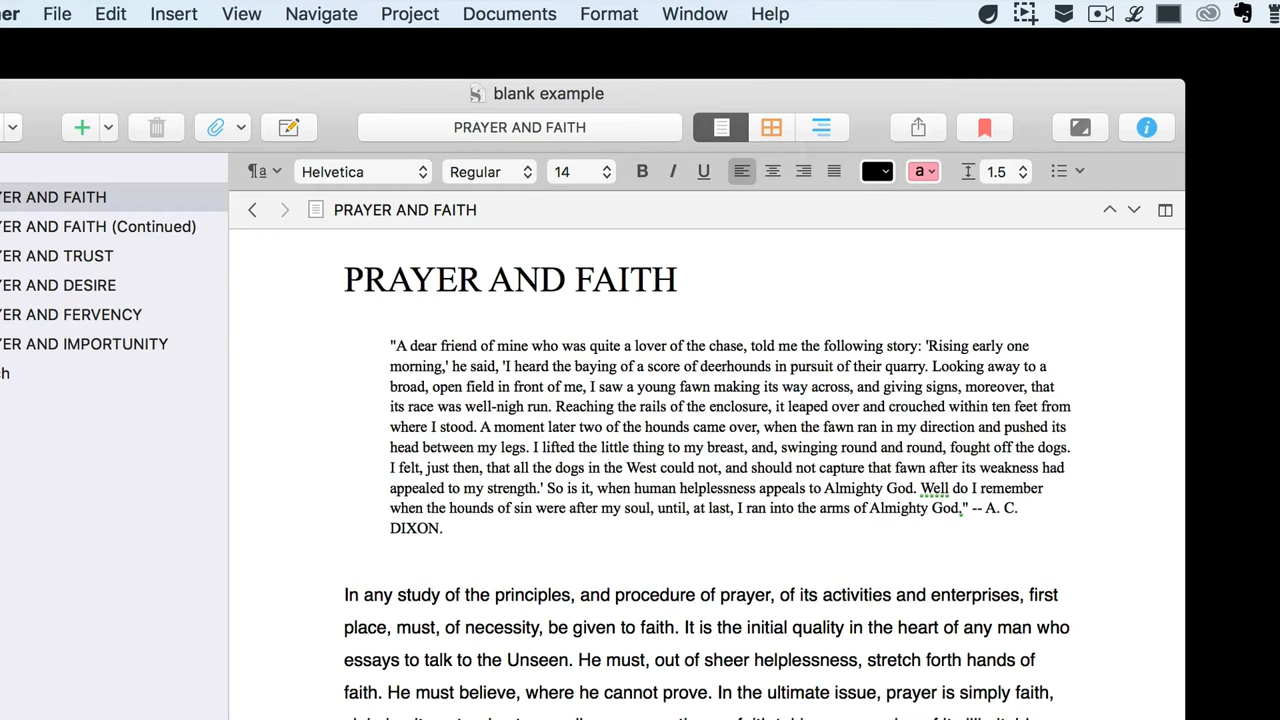 File Edit Insert View Navigate Project Documents Format Window Help
blank example
PRAYER AND FAITH
Helvetica Regular 14 B I U a 1.5
PRAYER AND FAITH
AND FAITH
AND FAITH (Continued)
AND TRUST
AND DESIRE
AND FERVENCY
AND IMPORTUNITY
PRAYER AND FAITH
"A dear friend of mine who was quite a lover of the chase, told me the following story: 'Rising early one
morning,' he said, 'I heard the baying of a score of deerhounds in pursuit of their quarry. Looking away to a
broad, open field in front of me, I saw a young fawn making its way across, and giving signs, moreover, that
its race was well-nigh run. Reaching the rails of the enclosure, it leaped over and crouched within ten feet from
where I stood. A moment later two of the hounds came over, when the fawn ran in my direction and pushed its
head between my legs. I lifted the little thing to my breast, and, swinging round and round, fought off the dogs.
I felt, just then, that all the dogs in the West could not, and should not capture that fawn after its weakness had
appealed to my strength.' So is it, when human helplessness appeals to Almighty God. Well do I remember
when the hounds of sin were after my soul, until, at last, I ran into the arms of Almighty God," -- A. C.
DIXON.
In any study of the principles, and procedure of prayer, of its activities and enterprises, first
place, must, of necessity, be given to faith. It is the initial quality in the heart of any man who
essays to talk to the Unseen. He must, out of sheer helplessness, stretch forth hands of
faith. He must believe, where he cannot prove. In the ultimate issue, prayer is simply faith,